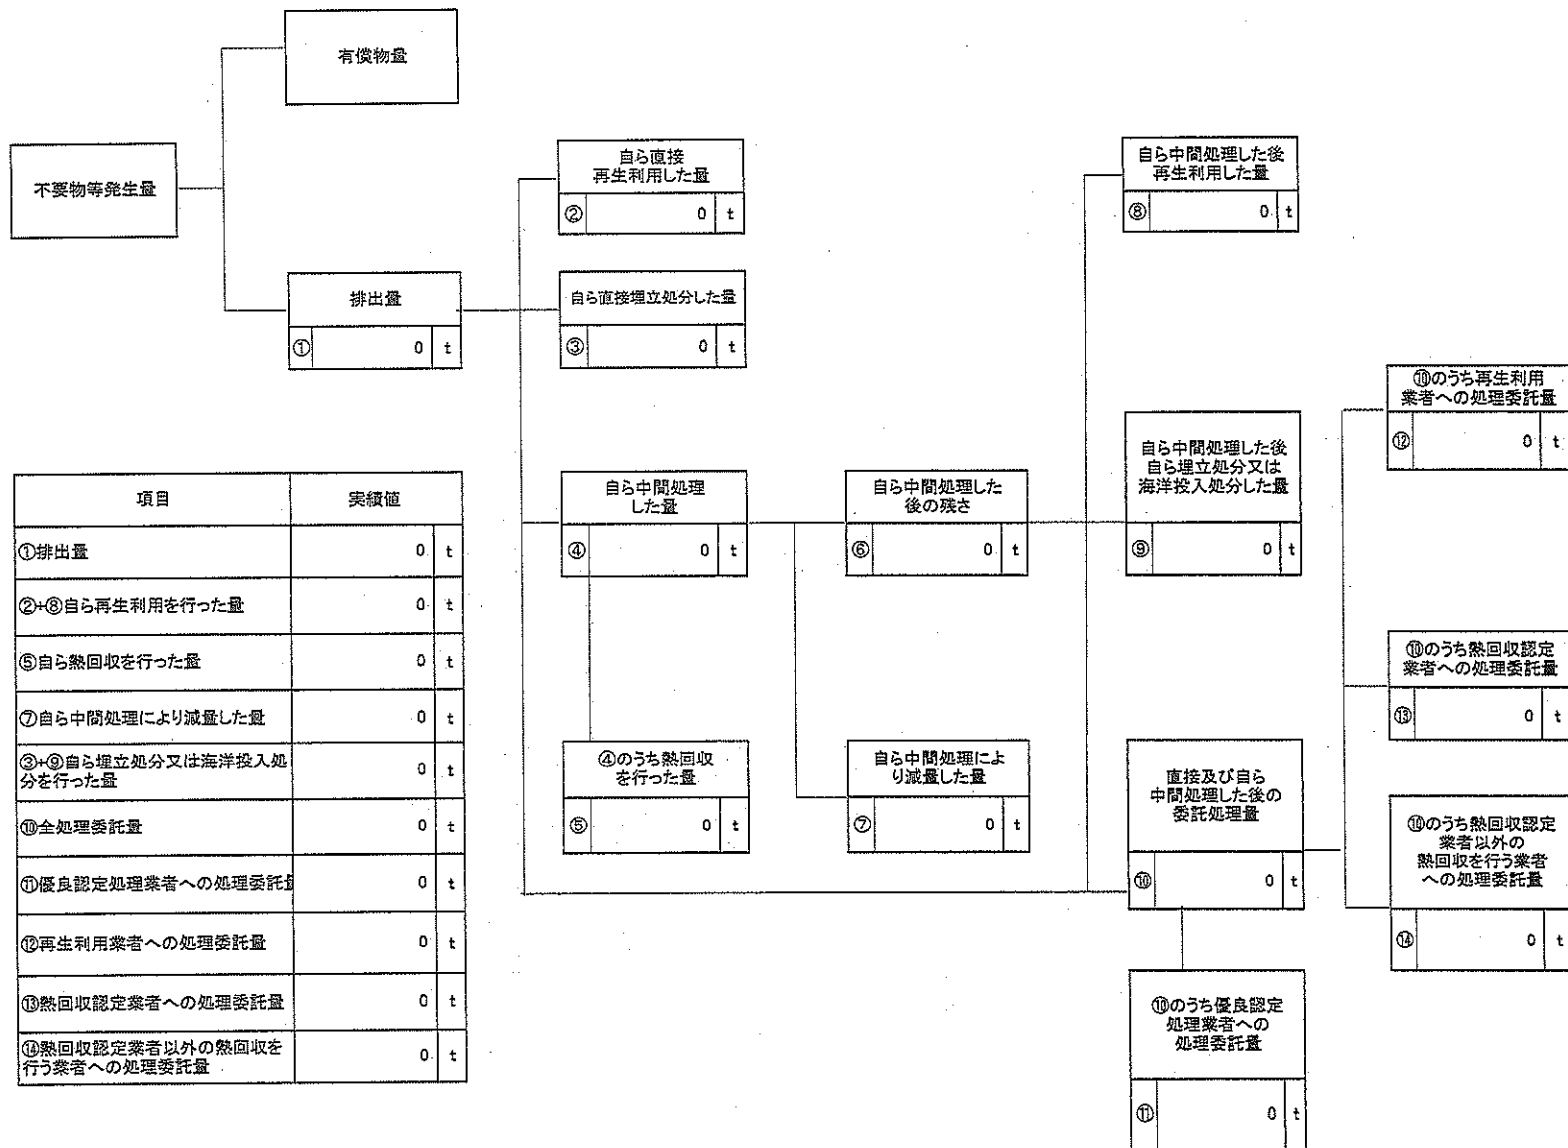 有償物量
不要物等発生量
排出量
① 0 t
自ら直接
再生利用した量
② 0 t
自ら直接埋立処分した量
③ 0 t
自ら中間処理
した量
④ 0 t
④のうち熱回収
を行った量
⑤ 0 t
自ら中間処理した
後の残さ
⑥ 0 t
自ら中間処理によ
り減量した量
⑦ 0 t
自ら中間処理した後
再生利用した量
⑧ 0 t
自ら中間処理した後
自ら埋立処分又は
海洋投入処分した量
⑨ 0 t
直接及び自ら
中間処理した後の
委託処理量
⑩ 0 t
⑩のうち優良認定
処理業者への
処理委託量
⑪ 0 t
⑩のうち再生利用
業者への処理委託量
⑫ 0 t
⑩のうち熱回収認定
業者への処理委託量
⑬ 0 t
⑩のうち熱回収認定
業者以外の
熱回収を行う業者
への処理委託量
⑭ 0 t
項目 実績値
①排出量 0 t
②+⑧自ら再生利用を行った量 0 t
⑤自ら熱回収を行った量 0 t
⑦自ら中間処理により減量した量 0 t
③+⑨自ら埋立処分又は海洋投入処
分を行った量 0 t
⑩全処理委託量 0 t
⑪優良認定処理業者への処理委託量 0 t
⑫再生利用業者への処理委託量 0 t
⑬熱回収認定業者への処理委託量 0 t
⑭熱回収認定業者以外の熱回収を
行う業者への処理委託量 0 t